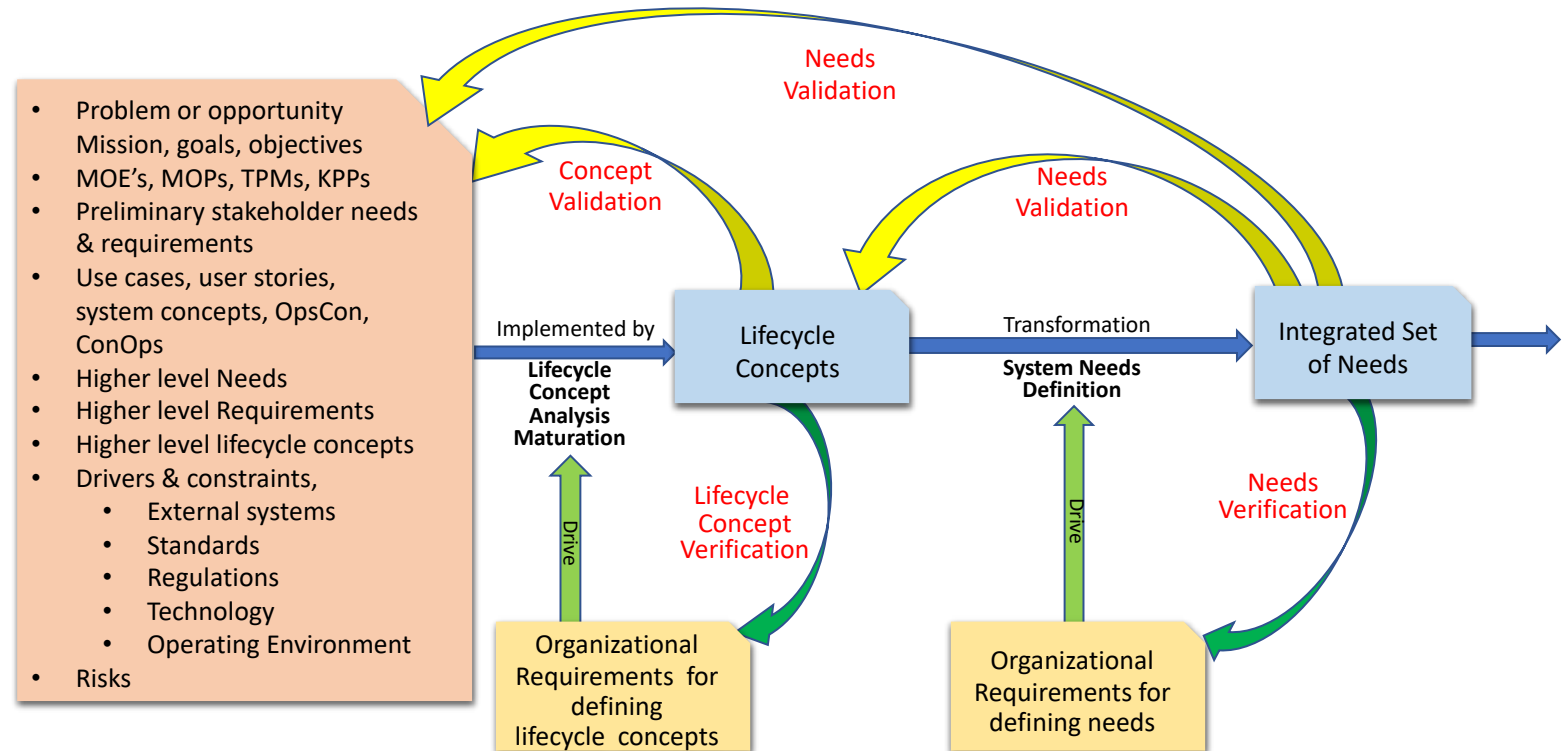 • Problem or opportunity
Mission, goals, objectives
• MOE's, MOPs, TPMs, KPPs
• Preliminary stakeholder needs
& requirements
• Use cases, user stories,
system concepts, OpsCon,
ConOps
• Higher level Needs
• Higher level Requirements
• Higher level lifecycle concepts
• Drivers & constraints,
• External systems
• Standards
• Regulations
• Technology
• Operating Environment
• Risks
Needs
Validation
Concept
Validation
Needs
Validation
Implemented by
Lifecycle
Concept
Analysis
Maturation
Lifecycle
Concepts
Transformation
System Needs
Definition
Integrated Set
of Needs
Drive
Lifecycle
Concept
Verification
Drive
Needs
Verification
Organizational
Requirements for
defining
lifecycle concepts
Organizational
Requirements for
defining needs